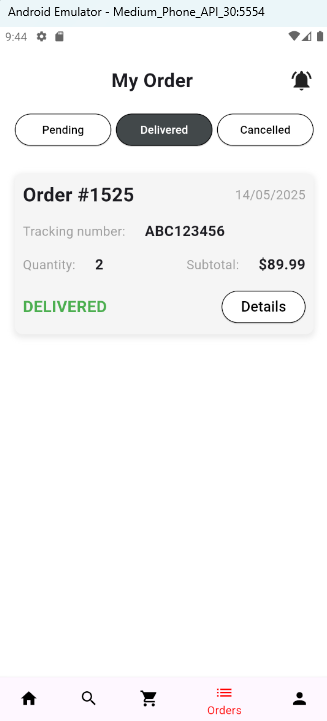 Android Emulator - Medium_Phone_API_30:5554
9:44
My Order
Pending Delivered Cancelled
Order #1525 14/05/2025
Tracking number: ABC123456
Quantity: 2 Subtotal: $89.99
DELIVERED Details
Orders